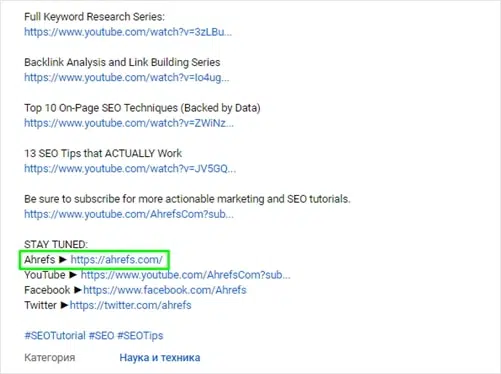 Full Keyword Research Series:
https://www.youtube.com/watch?v=3zLBu...
Backlink Analysis and Link Building Series
https://www.youtube.com/watch?v=Io4ug...
Top 10 On-Page SEO Techniques (Backed by Data)
https://www.youtube.com/watch?v=ZWiNz...
13 SEO Tips that ACTUALLY Work
https://www.youtube.com/watch?v=JV5GQ...
Be sure to subscribe for more actionable marketing and SEO tutorials.
https://www.youtube.com/AhrefsCom?sub...
STAY TUNED:
Ahrefs ► https://ahrefs.com/
YouTube ► https://www.youtube.com/AhrefsCom?sub...
Facebook ► https://www.facebook.com/Ahrefs
Twitter ►https://twitter.com/ahrefs
#SEOTutorial #SEO #SEOTips
Категория Наука и техника